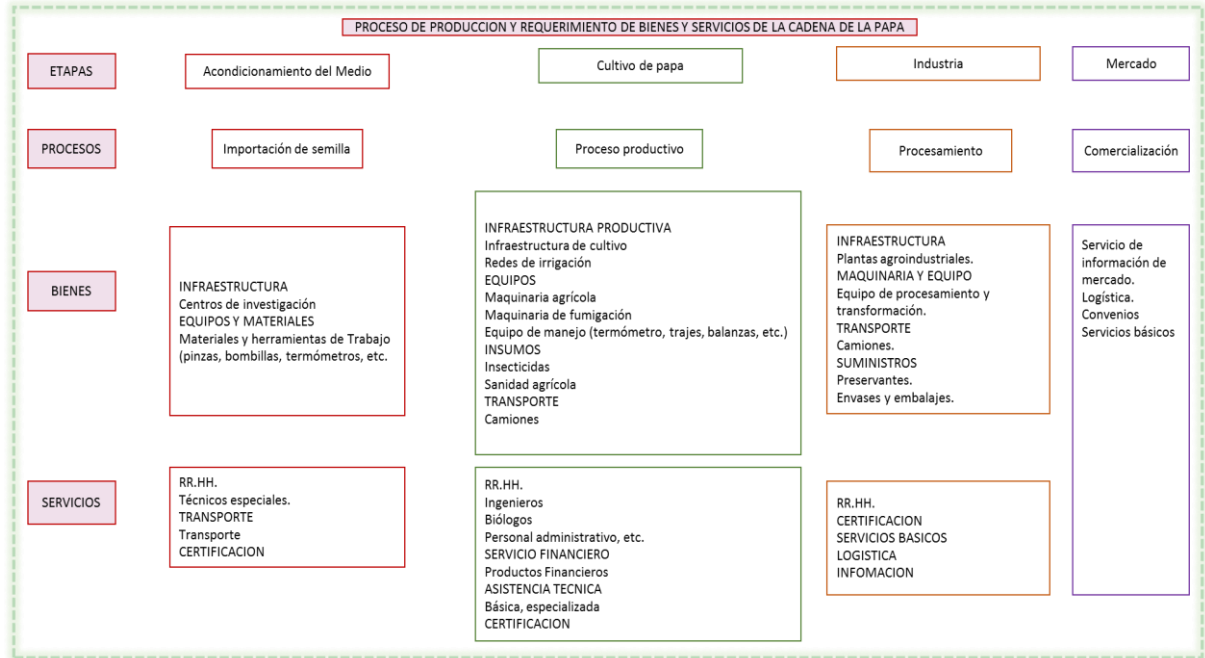 PROCESO DE PRODUCCION Y REQUERIMIENTO DE BIENES Y SERVICIOS DE LA CADENA DE LA PAPA
ETAPAS
Acondicionamiento del Medio
Cultivo de papa
Industria
Mercado
PROCESOS
Importación de semilla
Proceso productivo
Procesamiento
Comercialización
BIENES
INFRAESTRUCTURA
Centros de investigación
EQUIPOS Y MATERIALES
Materiales y herramientas de Trabajo
(pinzas, bombillas, termómetros, etc.
INFRAESTRUCTURA PRODUCTIVA
Infraestructura de cultivo
Redes de irrigación
EQUIPOS
Maquinaria agrícola
Maquinaria de fumigación
Equipo de manejo (termómetro, trajes, balanzas, etc.)
INSUMOS
Insecticidas
Sanidad agrícola
TRANSPORTE
Camiones
INFRAESTRUCTURA
Plantas agroindustriales.
MAQUINARIA Y EQUIPO
Equipo de procesamiento y
transformación.
TRANSPORTE
Camiones.
SUMINISTROS
Preservantes.
Envases y embalajes.
Servicio de
información de
mercado.
Logística.
Convenios
Servicios básicos
SERVICIOS
RR.HH.
Técnicos especiales.
TRANSPORTE
Transporte
CERTIFICACION
RR.HH.
Ingenieros
Biólogos
Personal administrativo, etc.
SERVICIO FINANCIERO
Productos Financieros
ASISTENCIA TECNICA
Básica, especializada
CERTIFICACION
RR.HH.
CERTIFICACION
SERVICIOS BASICOS
LOGISTICA
INFOMACION